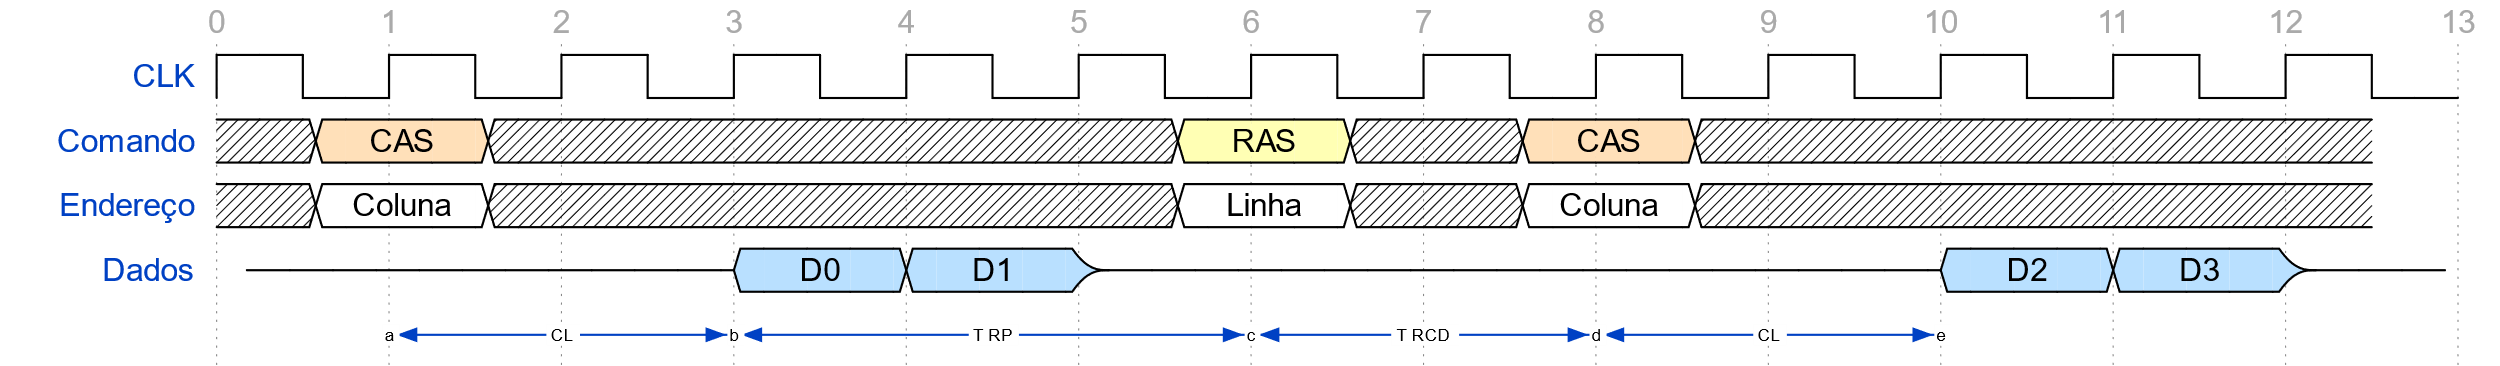 0 1 2 3 4 5 6 7 8 9 10 11 12 13
CLK
Comando CAS RAS CAS
Endereço Coluna Linha Coluna
Dados D0 D1 D2 D3
a CL b T RP c T RCD d CL e